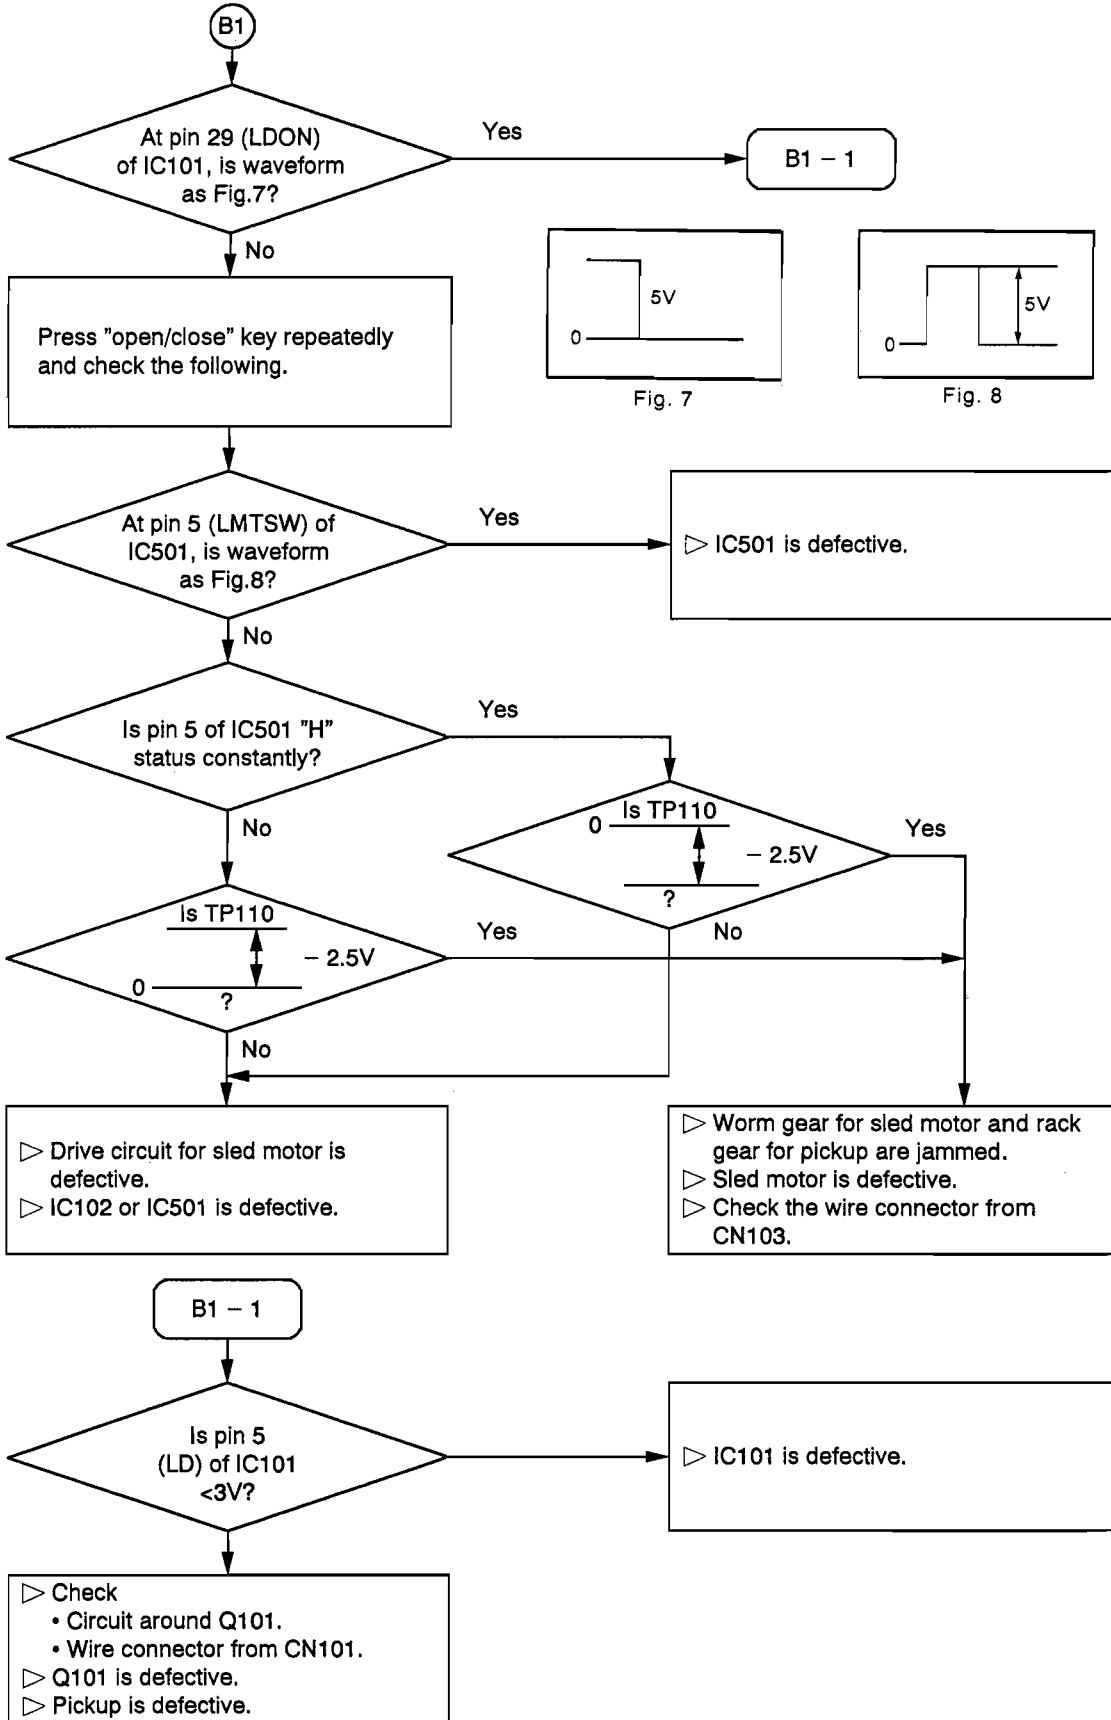 B1
At pin 29 (LDON)
of IC101, is waveform
as Fig.7?
Yes
B1 – 1
No
Press "open/close" key repeatedly
and check the following.
5V
0
Fig. 7
5V
0
Fig. 8
At pin 5 (LMTSW) of
IC501, is waveform
as Fig.8?
Yes
▷ IC501 is defective.
No
Is pin 5 of IC501 "H"
status constantly?
Yes
No
Is TP110
0
– 2.5V
?
Yes
No
Is TP110
– 2.5V
0
?
Yes
No
▷ Drive circuit for sled motor is
defective.
▷ IC102 or IC501 is defective.
▷ Worm gear for sled motor and rack
gear for pickup are jammed.
▷ Sled motor is defective.
▷ Check the wire connector from
CN103.
B1 – 1
Is pin 5
(LD) of IC101
<3V?
▷ IC101 is defective.
▷ Check
• Circuit around Q101.
• Wire connector from CN101.
▷ Q101 is defective.
▷ Pickup is defective.